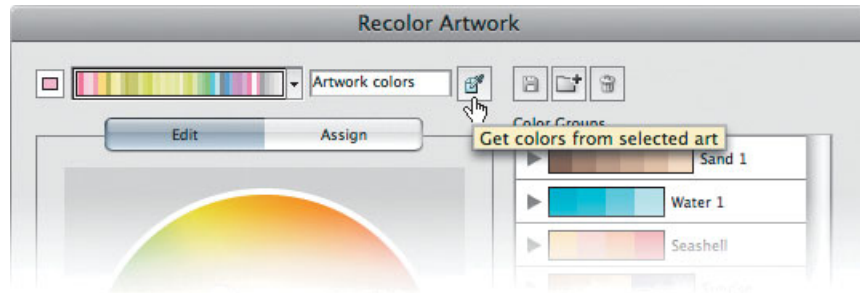 Recolor Artwork
Artwork colors
Edit
Assign
Color Groups
Get colors from selected art
Sand 1
Water 1
Seashell